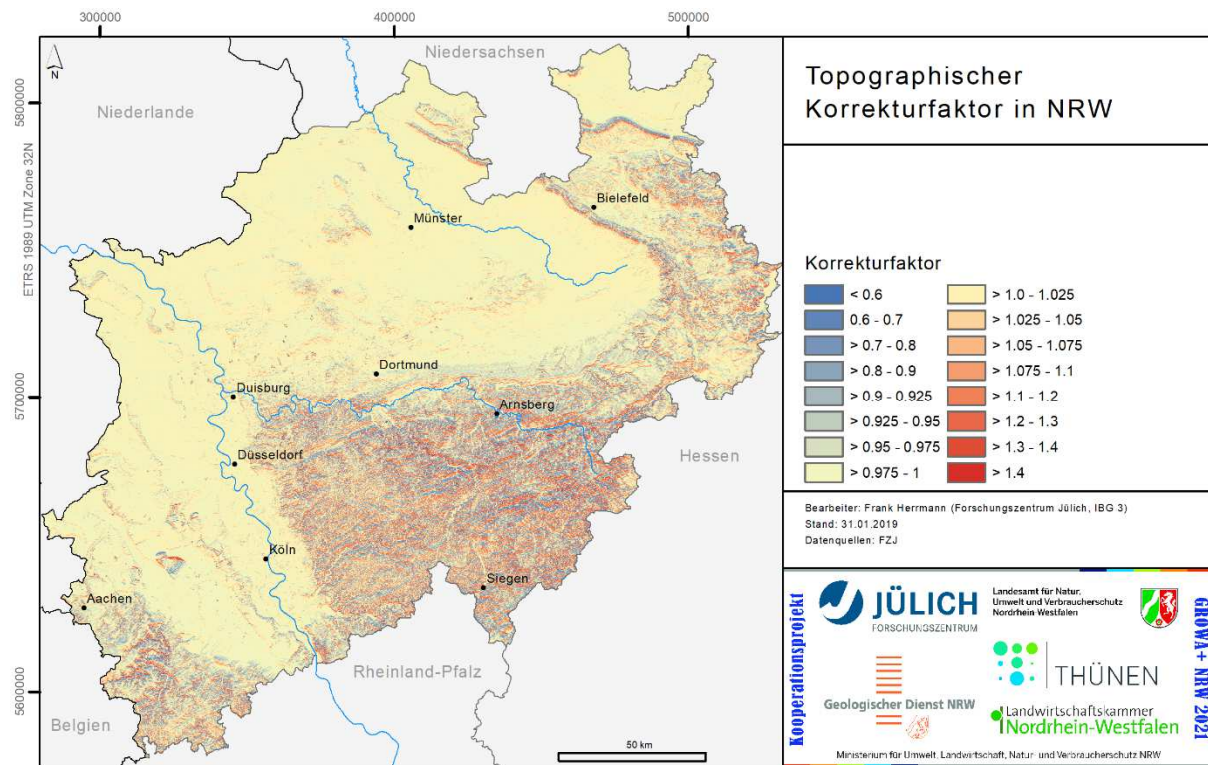 300000
400000
500000
5800000
5700000
5600000
ETRS 1989 UTM Zone 32N
N
Niedersachsen
Niederlande
Bielefeld
Münster
Dortmund
Duisburg
Arnsberg
Hessen
Düsseldorf
Köln
Siegen
Aachen
Rheinland-Pfalz
Belgien
50 km
Topographischer
Korrekturfaktor in NRW
Korrekturfaktor
< 0.6
0.6 - 0.7
> 0.7 - 0.8
> 0.8 - 0.9
> 0.9 - 0.925
> 0.925 - 0.95
> 0.95 - 0.975
> 0.975 - 1
> 1.0 - 1.025
> 1.025 - 1.05
> 1.05 - 1.075
> 1.075 - 1.1
> 1.1 - 1.2
> 1.2 - 1.3
> 1.3 - 1.4
> 1.4
Bearbeiter: Frank Herrmann (Forschungszentrum Jülich, IBG 3)
Stand: 31.01.2019
Datenquellen: FZJ
Kooperationsprojekt
JÜLICH
FORSCHUNGSZENTRUM
Landesamt für Natur,
Umwelt und Verbraucherschutz
Nordrhein-Westfalen
GROWA+ NRW 2021
Geologischer Dienst NRW
THÜNEN
Landwirtschaftskammer
Nordrhein-Westfalen
Ministerium für Umwelt, Landwirtschaft, Natur- und Verbraucherschutz NRW